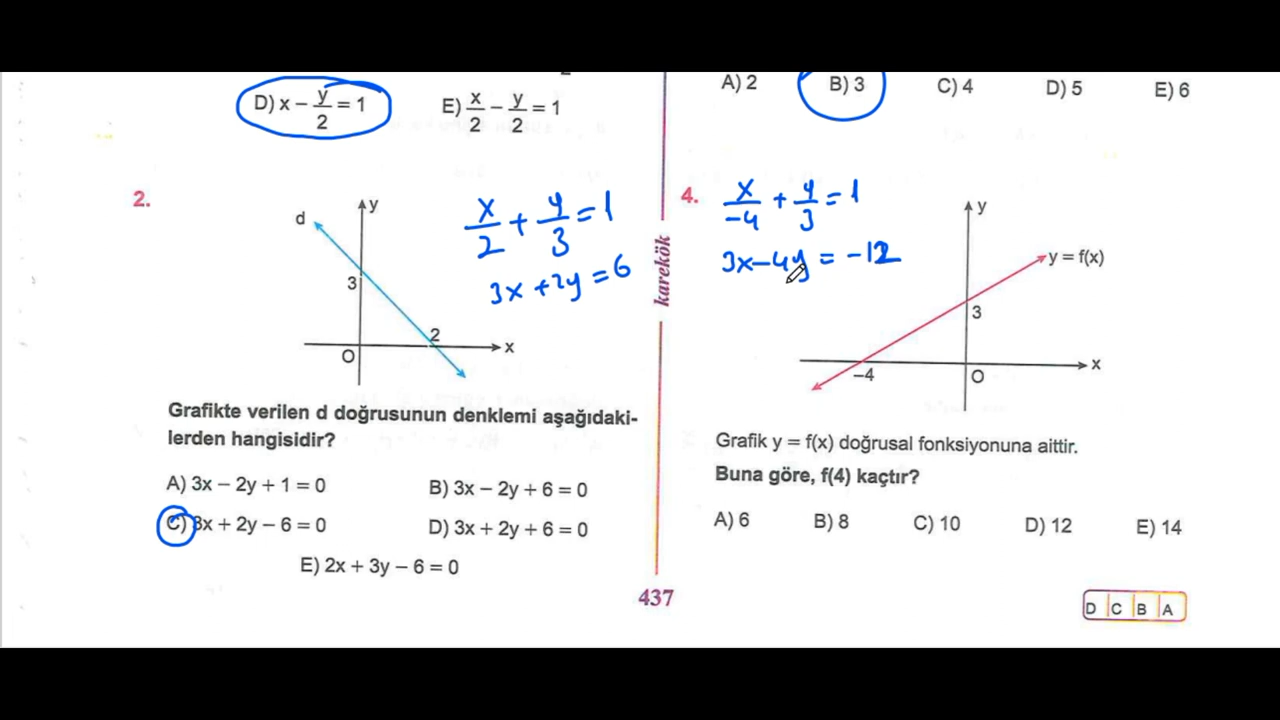 D) x − y/2 = 1
E) x/2 − y/2 = 1
2.
d
y
3
2
O
x
x/2 + y/3 = 1
3x + 2y = 6
Grafikte verilen d doğrusunun denklemi aşağıdaki-
lerden hangisidir?
A) 3x − 2y + 1 = 0
B) 3x − 2y + 6 = 0
C) 3x + 2y − 6 = 0
D) 3x + 2y + 6 = 0
E) 2x + 3y − 6 = 0
karekök
437
A) 2
B) 3
C) 4
D) 5
E) 6
4.
x/-4 + y/3 = 1
3x − 4y = −12
y
y = f(x)
3
−4
O
x
Grafik y = f(x) doğrusal fonksiyonuna aittir.
Buna göre, f(4) kaçtır?
A) 6
B) 8
C) 10
D) 12
E) 14
D C B A